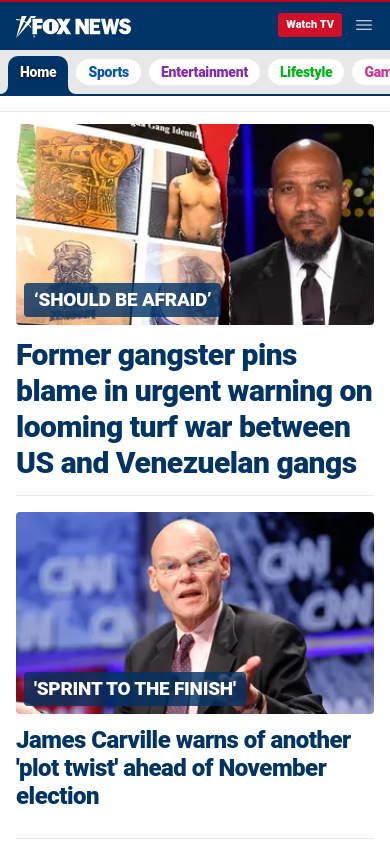 FOX NEWS
Watch TV
Home
Sports
Entertainment
Lifestyle
Gam
Gang Identi
'SHOULD BE AFRAID'
Former gangster pins
blame in urgent warning on
looming turf war between
US and Venezuelan gangs
CNN
CNN
CNN
'SPRINT TO THE FINISH'
James Carville warns of another
'plot twist' ahead of November
election